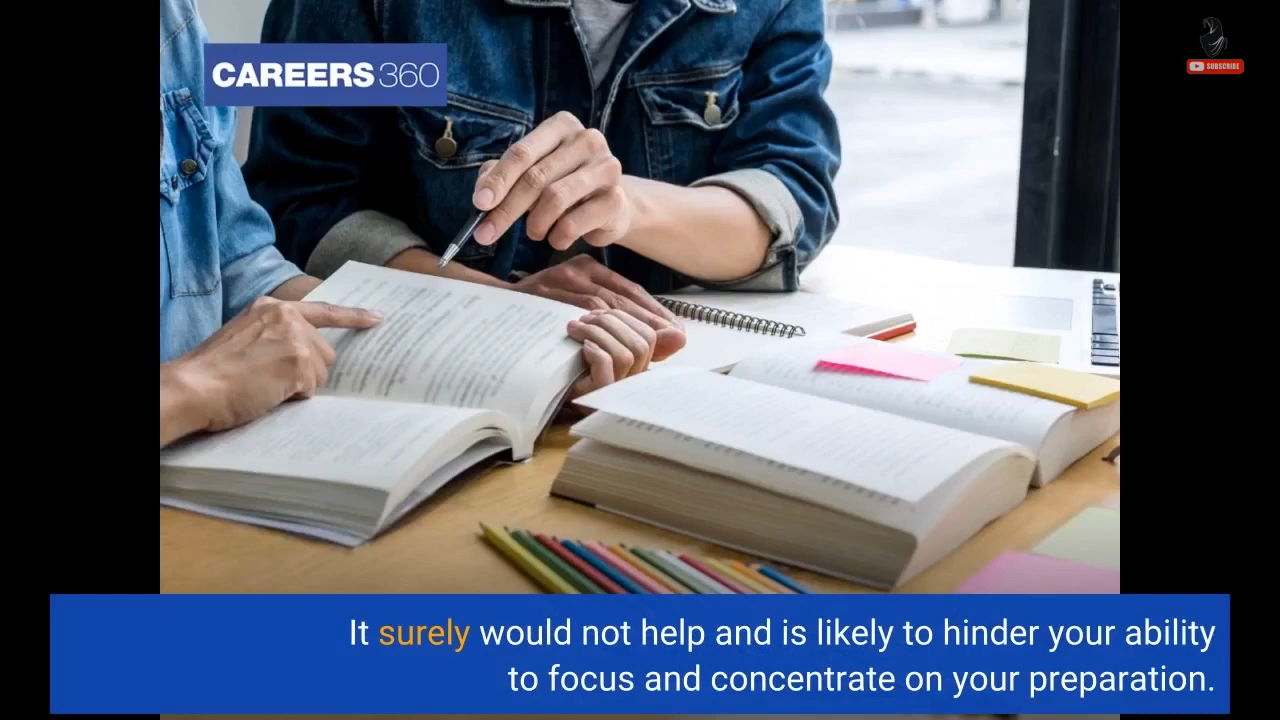 CAREERS360
SUBSCRIBE
It surely would not help and is likely to hinder your ability
to focus and concentrate on your preparation.